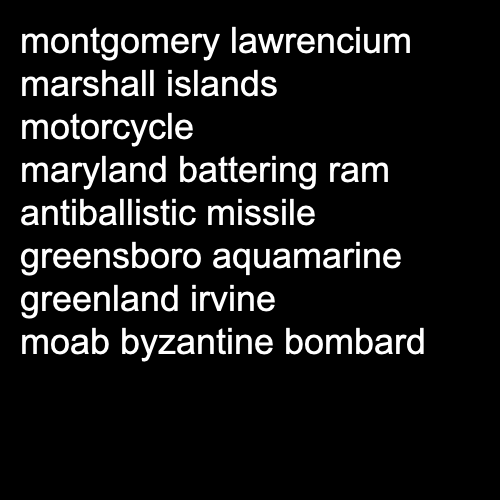 montgomery lawrencium
marshall islands
motorcycle
maryland battering ram
antiballistic missile
greensboro aquamarine
greenland irvine
moab byzantine bombard